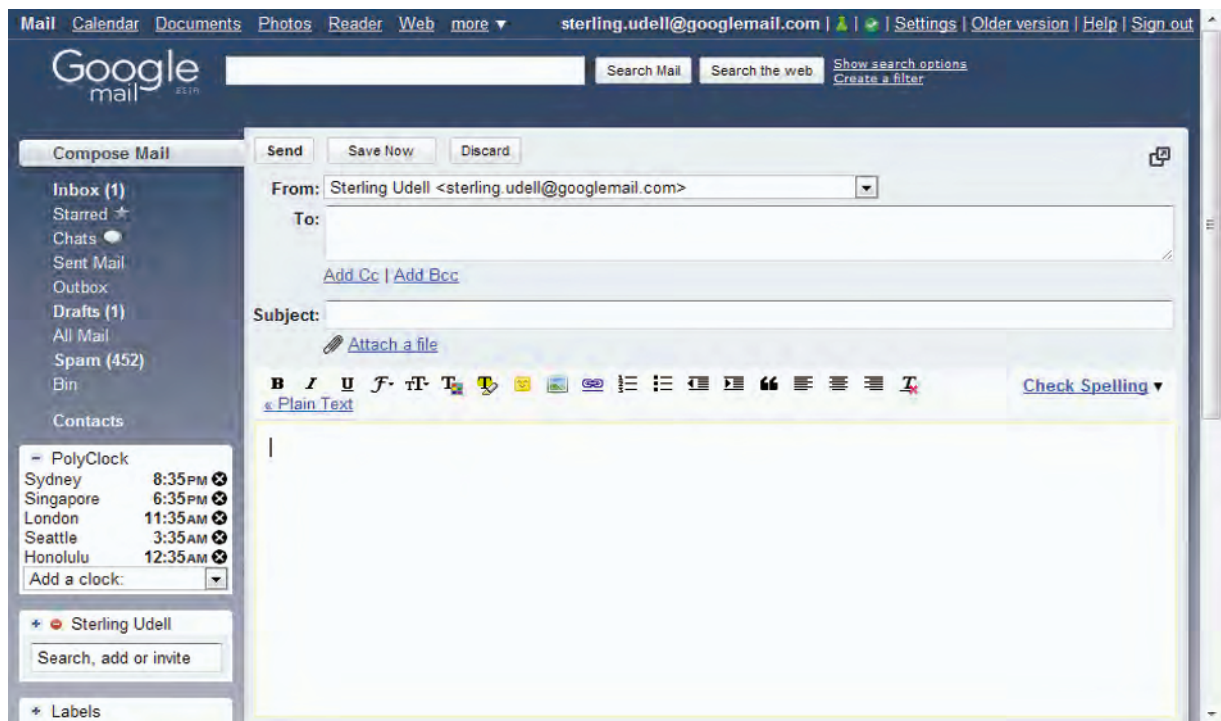 Mail Calendar Documents Photos Reader Web more ▼ sterling.udell@googlemail.com | | | Settings | Older version | Help | Sign out
Google
mail BETA
Search Mail Search the web Show search options
Create a filter
Compose Mail
Inbox (1)
Starred
Chats
Sent Mail
Outbox
Drafts (1)
All Mail
Spam (452)
Bin
Contacts
− PolyClock
Sydney 8:35PM
Singapore 6:35PM
London 11:35AM
Seattle 3:35AM
Honolulu 12:35AM
Add a clock:
+ Sterling Udell
Search, add or invite
+ Labels
Send Save Now Discard
From: Sterling Udell <sterling.udell@googlemail.com>
To:
Add Cc | Add Bcc
Subject:
Attach a file
B I U F T T T T Check Spelling ▼
« Plain Text